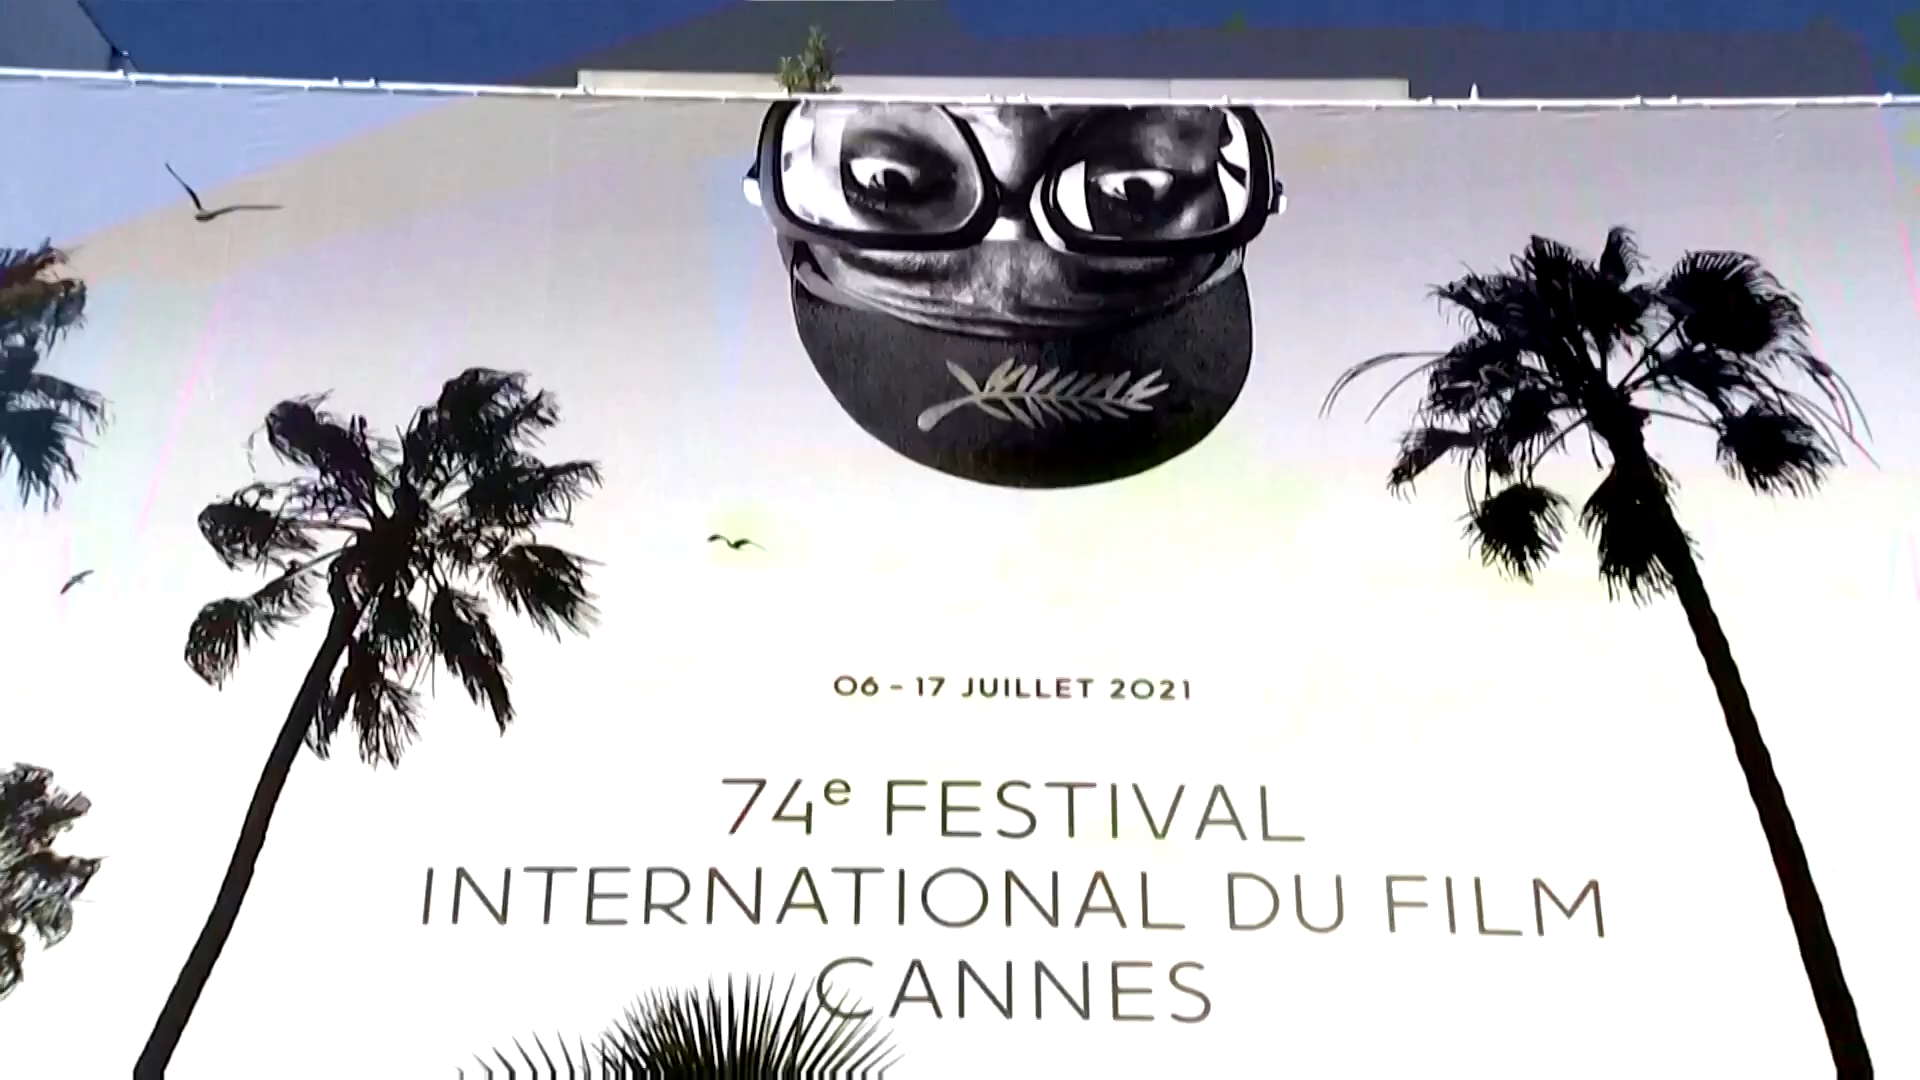 06 - 17 JUILLET 2021
74e FESTIVAL
INTERNATIONAL DU FILM
CANNES